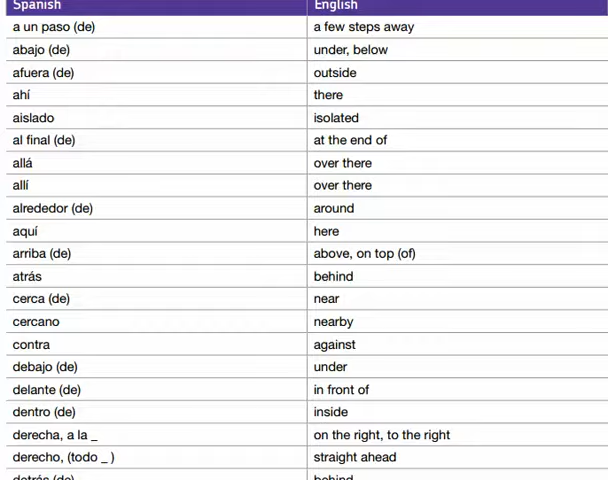 Spanish English
a un paso (de) a few steps away
abajo (de) under, below
afuera (de) outside
ahí there
aislado isolated
al final (de) at the end of
allá over there
allí over there
alrededor (de) around
aquí here
arriba (de) above, on top (of)
atrás behind
cerca (de) near
cercano nearby
contra against
debajo (de) under
delante (de) in front of
dentro (de) inside
derecha, a la _ on the right, to the right
derecho, (todo _ ) straight ahead
detrás (de) behind